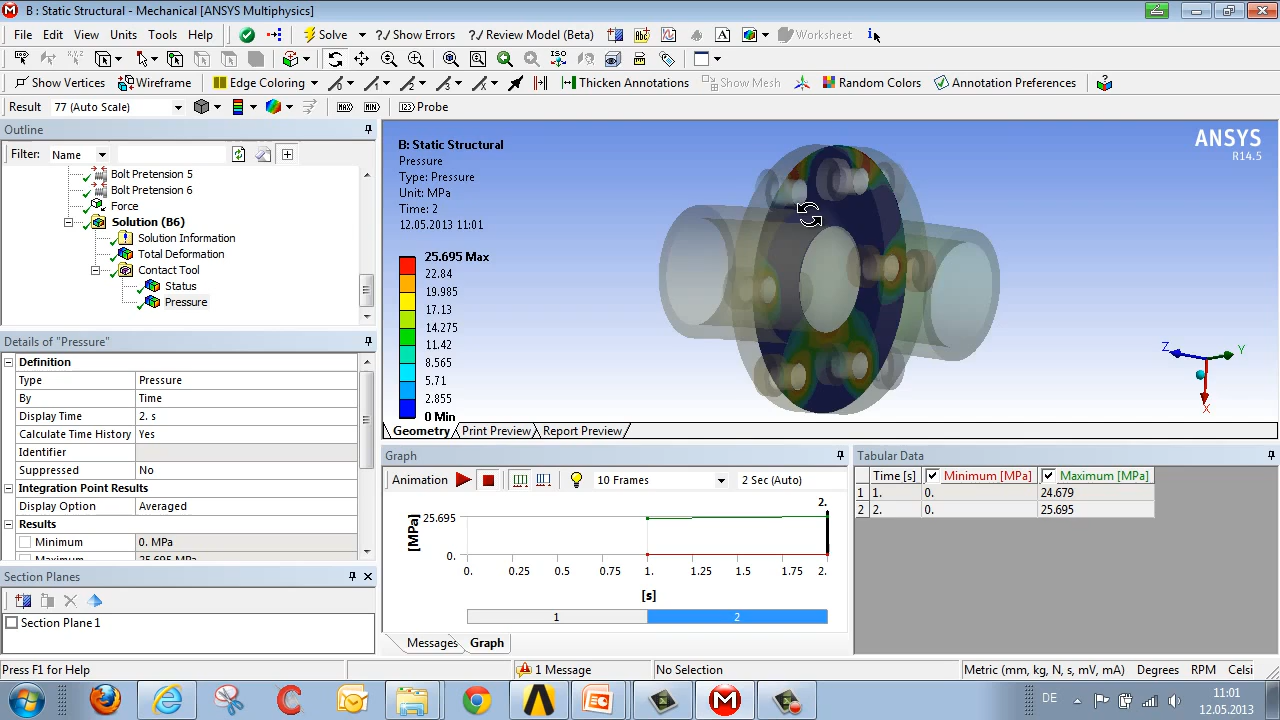 B : Static Structural - Mechanical [ANSYS Multiphysics]
File Edit View Units Tools Help Solve ?/ Show Errors ?/ Review Model (Beta) A Worksheet i
ISO
Show Vertices Wireframe Edge Coloring Thicken Annotations Show Mesh Random Colors Annotation Preferences
Result 77 (Auto Scale) MAX MIN Probe
Outline
Filter: Name
Bolt Pretension 5
Bolt Pretension 6
Force
Solution (B6)
Solution Information
Total Deformation
Contact Tool
Status
Pressure
Details of "Pressure"
Definition
Type Pressure
By Time
Display Time 2. s
Calculate Time History Yes
Identifier
Suppressed No
Integration Point Results
Display Option Averaged
Results
Minimum 0. MPa
Maximum 25.695 MPa
Section Planes
Section Plane 1
B: Static Structural
Pressure
Type: Pressure
Unit: MPa
Time: 2
12.05.2013 11:01
25.695 Max
22.84
19.985
17.13
14.275
11.42
8.565
5.71
2.855
0 Min
ANSYS
R14.5
Z Y
X
Geometry Print Preview Report Preview
Graph
Animation 10 Frames 2 Sec (Auto)
2.
25.695
[MPa]
0.
0. 0.25 0.5 0.75 1. 1.25 1.5 1.75 2.
[s]
1 2
Messages Graph
Tabular Data
Time [s] Minimum [MPa] Maximum [MPa]
1 1. 0. 24.679
2 2. 0. 25.695
Press F1 for Help 1 Message No Selection Metric (mm, kg, N, s, mV, mA) Degrees RPM Celsi
DE 11:01
12.05.2013